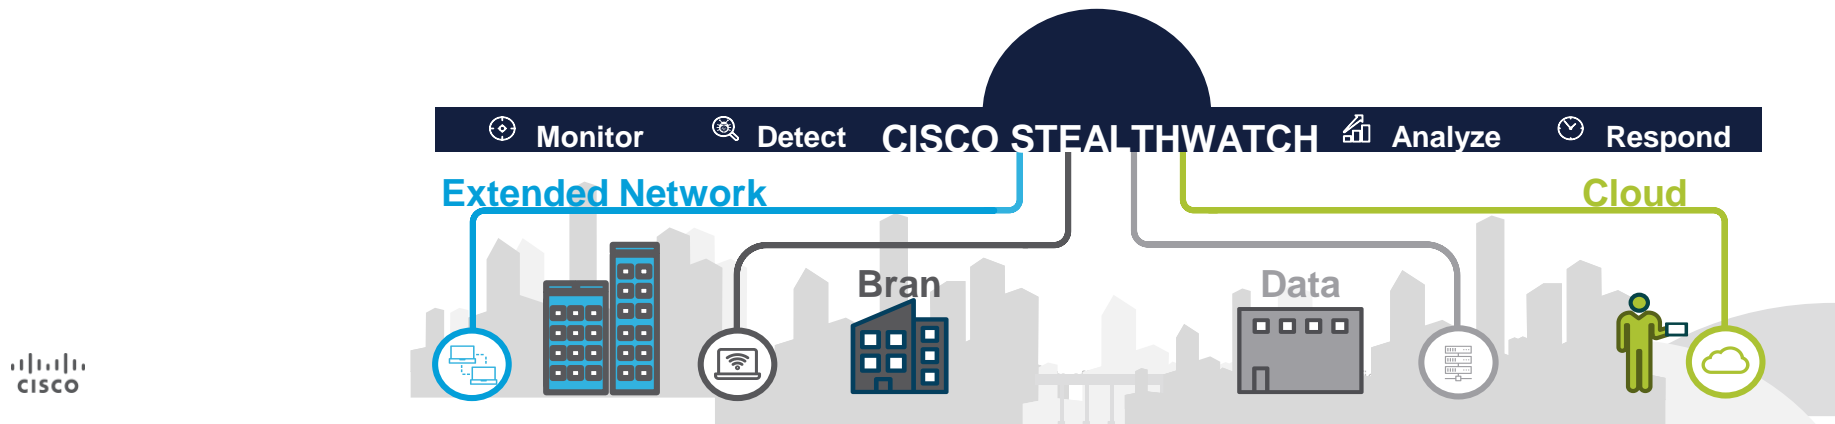 Monitor
Detect
CISCO STEALTHWATCH
Analyze
Respond
Extended Network
Cloud
Bran
Data
CISCO